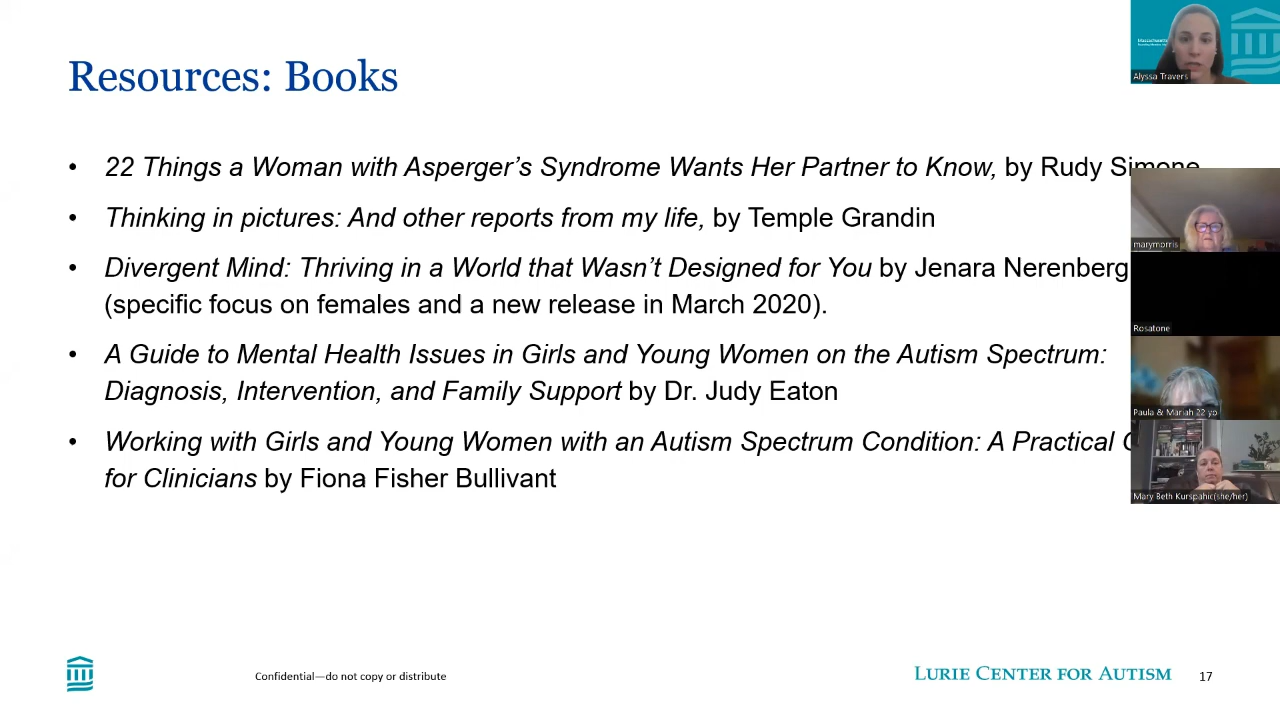 Resources: Books
• 22 Things a Woman with Asperger's Syndrome Wants Her Partner to Know, by Rudy Simone
• Thinking in pictures: And other reports from my life, by Temple Grandin
• Divergent Mind: Thriving in a World that Wasn't Designed for You by Jenara Nerenberg
(specific focus on females and a new release in March 2020).
• A Guide to Mental Health Issues in Girls and Young Women on the Autism Spectrum:
Diagnosis, Intervention, and Family Support by Dr. Judy Eaton
• Working with Girls and Young Women with an Autism Spectrum Condition: A Practical
for Clinicians by Fiona Fisher Bullivant
Confidential—do not copy or distribute
LURIE CENTER FOR AUTISM
17
Alyssa Travers
marymorris
Rosatone
Paula & Mariah 22 yo
Mary Beth Kurspahic(she/her)